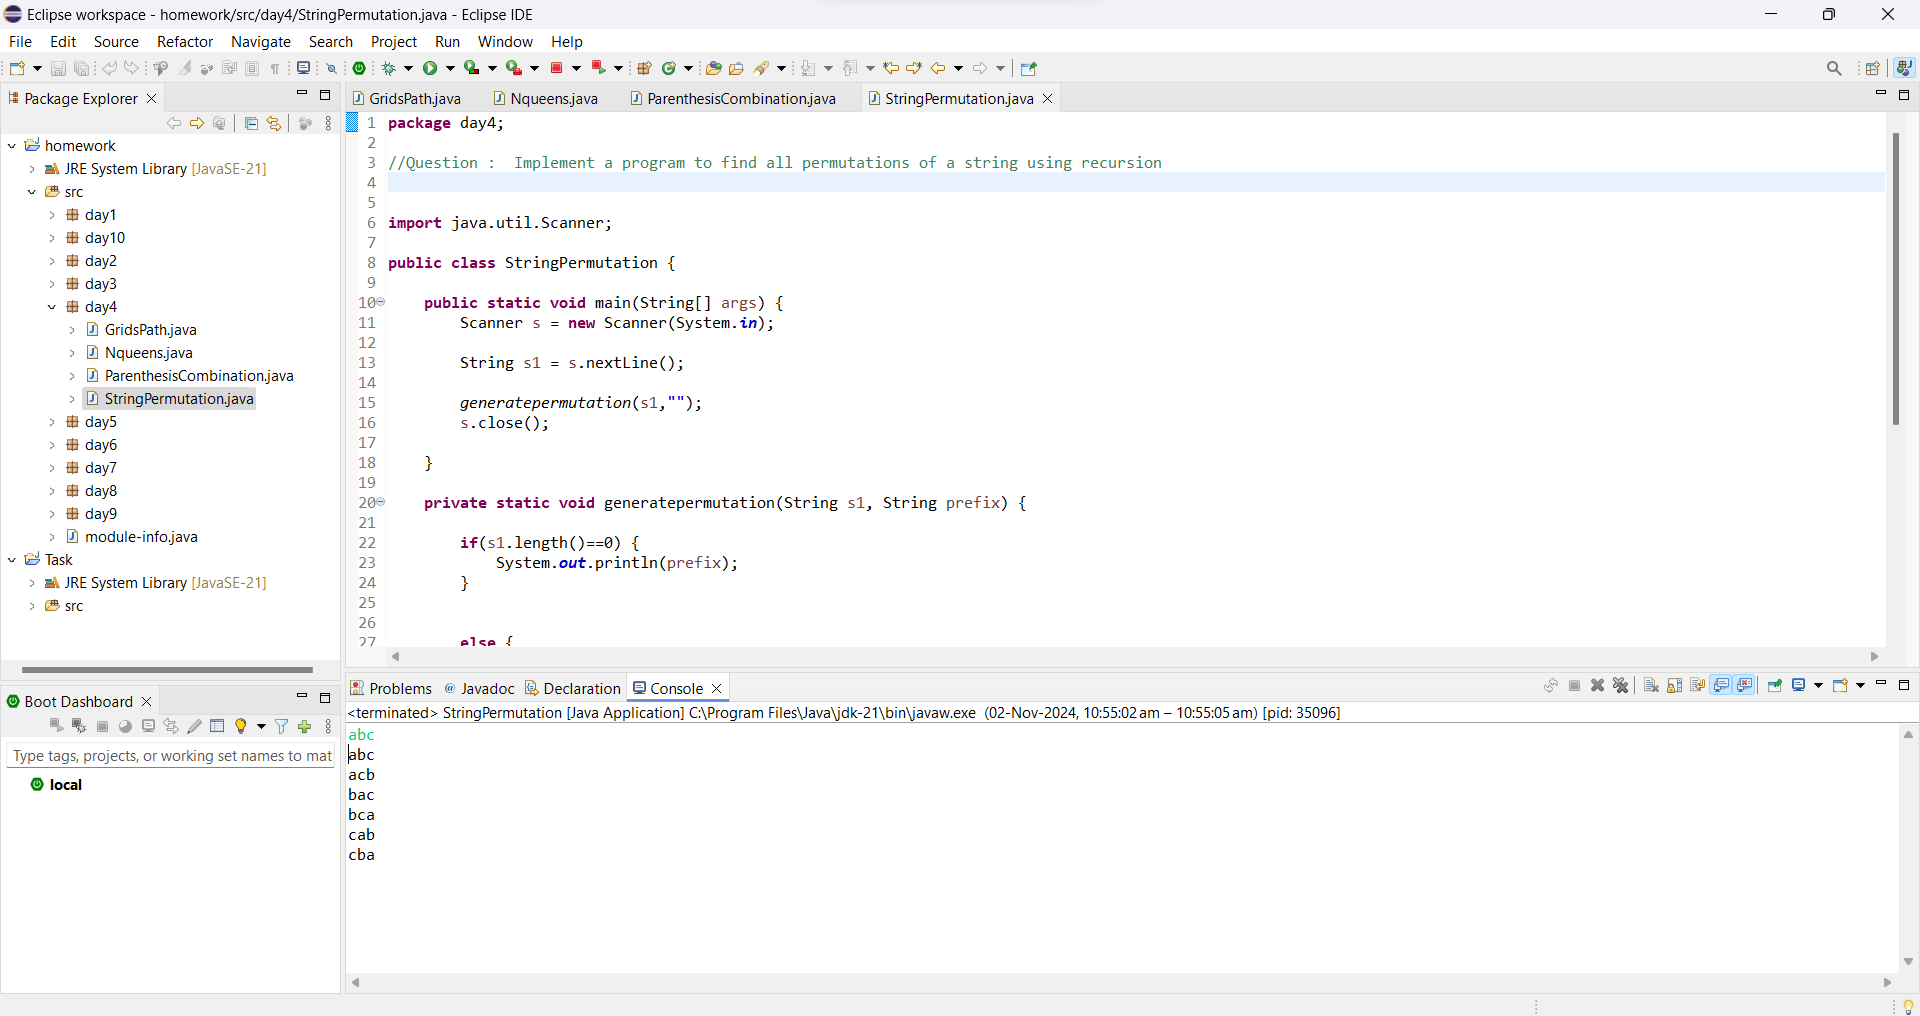 Eclipse workspace - homework/src/day4/StringPermutation.java - Eclipse IDE
File Edit Source Refactor Navigate Search Project Run Window Help
Package Explorer
homework
JRE System Library [JavaSE-21]
src
day1
day10
day2
day3
day4
GridsPath.java
Nqueens.java
ParenthesisCombination.java
StringPermutation.java
day5
day6
day7
day8
day9
module-info.java
Task
JRE System Library [JavaSE-21]
src
Boot Dashboard
Type tags, projects, or working set names to mat
local
GridsPath.java Nqueens.java ParenthesisCombination.java StringPermutation.java
1 package day4;
2
3 //Question :  Implement a program to find all permutations of a string using recursion
4
5
6 import java.util.Scanner;
7
8 public class StringPermutation {
9
10     public static void main(String[] args) {
11         Scanner s = new Scanner(System.in);
12
13         String s1 = s.nextLine();
14
15         generatepermutation(s1,"");
16         s.close();
17
18     }
19
20     private static void generatepermutation(String s1, String prefix) {
21
22         if(s1.length()==0) {
23             System.out.println(prefix);
24         }
25
26
27         else {
Problems Javadoc Declaration Console
<terminated> StringPermutation [Java Application] C:\Program Files\Java\jdk-21\bin\javaw.exe (02-Nov-2024, 10:55:02 am – 10:55:05 am) [pid: 35096]
abc
abc
acb
bac
bca
cab
cba